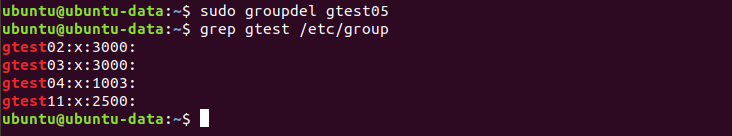 ubuntu@ubuntu-data:~$ sudo groupdel gtest05
ubuntu@ubuntu-data:~$ grep gtest /etc/group
gtest02:x:3000:
gtest03:x:3000:
gtest04:x:1003:
gtest11:x:2500:
ubuntu@ubuntu-data:~$